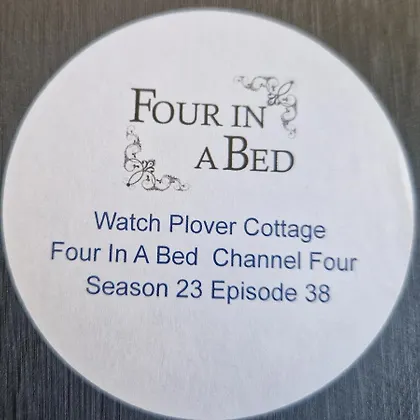 FOUR IN
A BED
Watch Plover Cottage
Four In A Bed Channel Four
Season 23 Episode 38